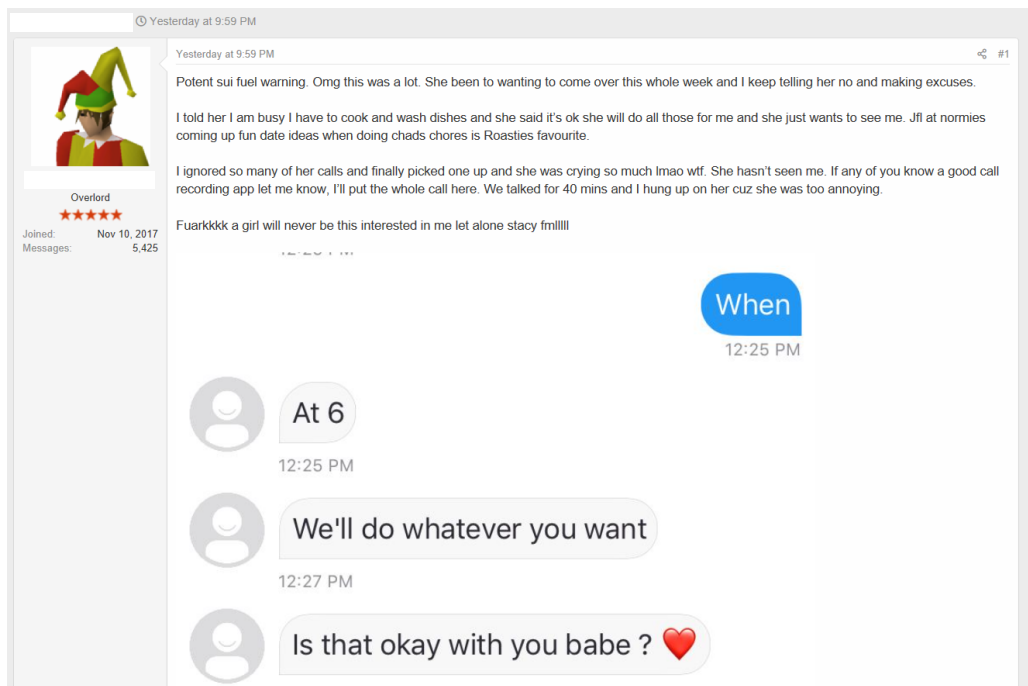 Yesterday at 9:59 PM
Yesterday at 9:59 PM
#1
Potent sui fuel warning. Omg this was a lot. She been to wanting to come over this whole week and I keep telling her no and making excuses.
I told her I am busy I have to cook and wash dishes and she said it's ok she will do all those for me and she just wants to see me. Jfl at normies
coming up fun date ideas when doing chads chores is Roasties favourite.
I ignored so many of her calls and finally picked one up and she was crying so much lmao wtf. She hasn't seen me. If any of you know a good call
recording app let me know, I'll put the whole call here. We talked for 40 mins and I hung up on her cuz she was too annoying.
Fuarkkkk a girl will never be this interested in me let alone stacy fmlllll
Overlord
Joined: Nov 10, 2017
Messages: 5,425
When
12:25 PM
At 6
12:25 PM
We'll do whatever you want
12:27 PM
Is that okay with you babe ? ❤️